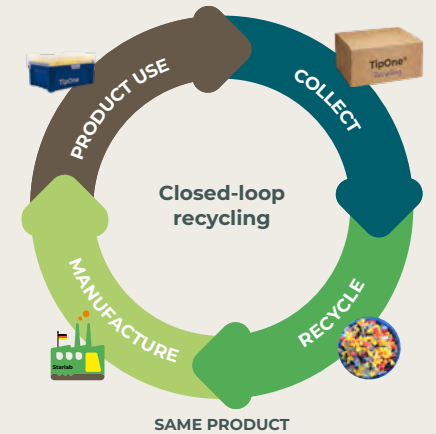 PRODUCT USE
COLLECT
TipOne
TipOne®
Recycling
Closed-loop
recycling
MANUFACTURE
RECYCLE
Starlab
SAME PRODUCT